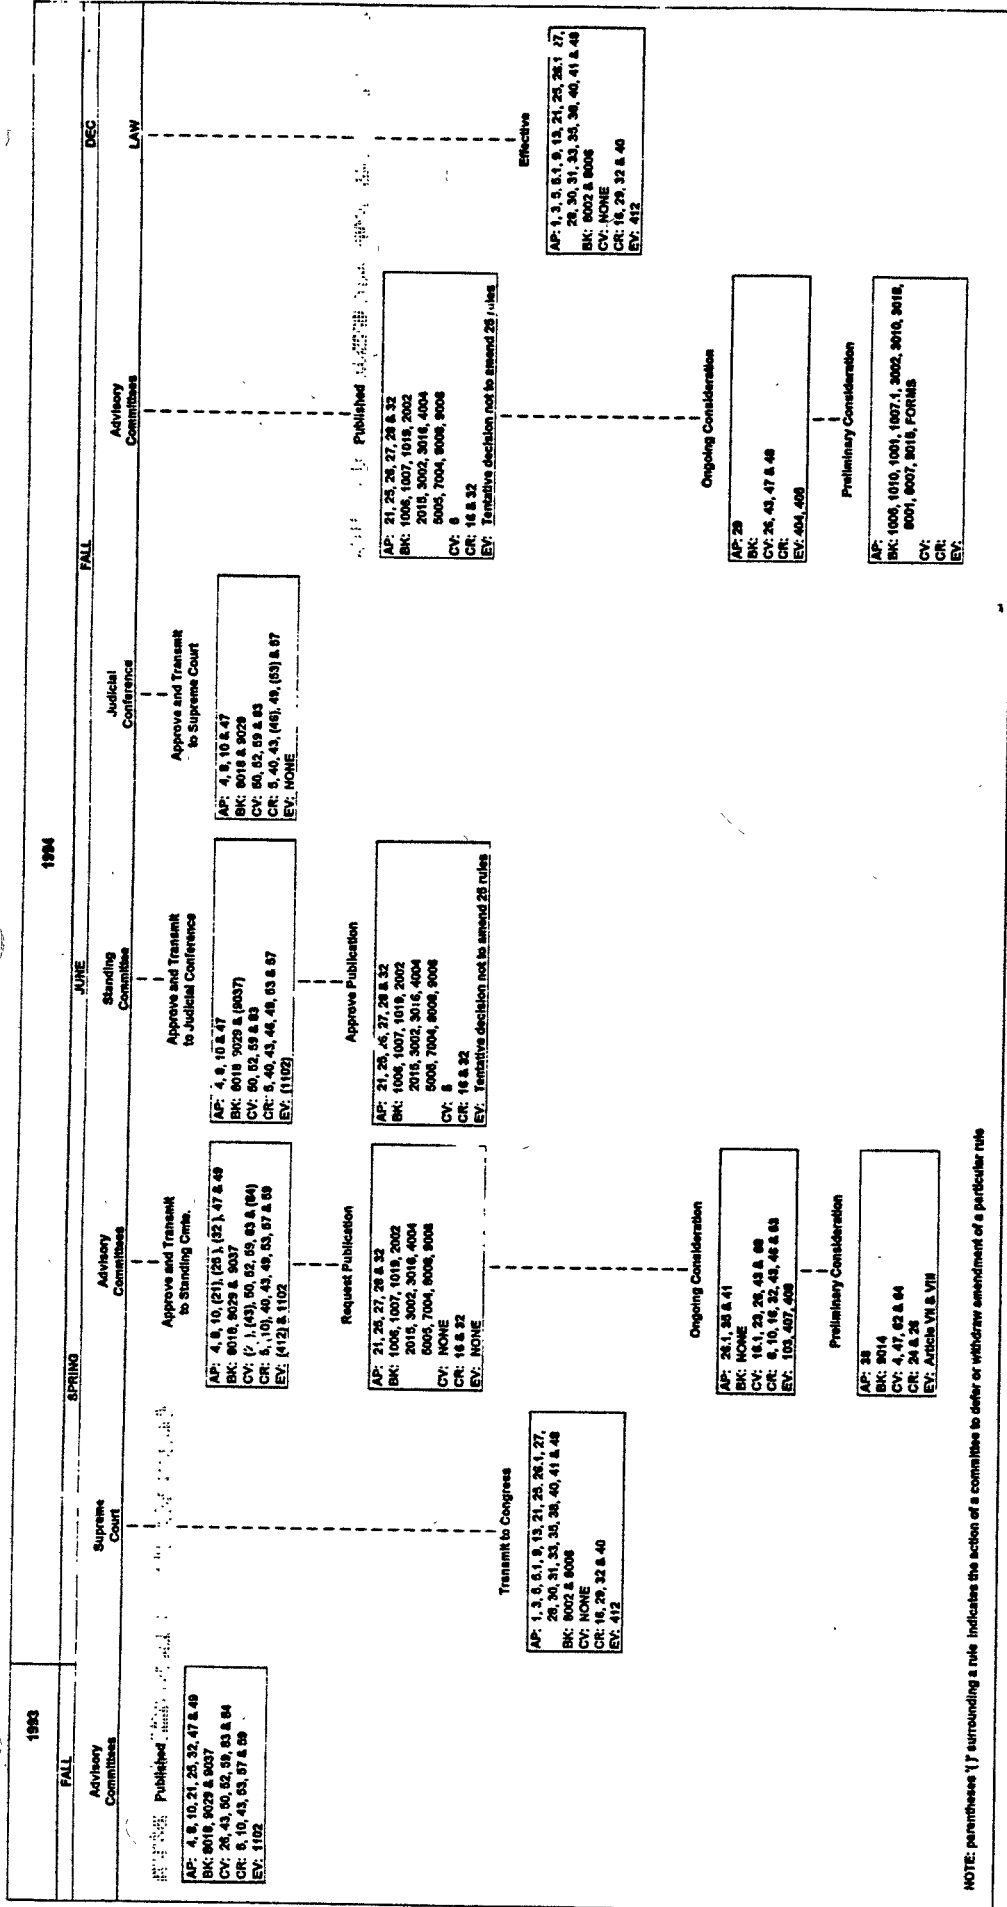 1993
1994
FALL
SPRING
JUNE
FALL
DEC
Advisory
Committees
Supreme
Court
Advisory
Committees
Standing
Committee
Judicial
Conference
Advisory
Committees
LAW
Published
AP: 4, 8, 10, 21, 25, 32, 47 & 49
BK: 8018, 9029 & 9037
CV: 26, 43, 50, 52, 59, 83 & 84
CR: 5, 10, 43, 53, 57 & 59
EV: 1102
Transmit to Congress
AP: 1, 3, 5, 5.1, 9, 13, 21, 25, 26.1, 27,
28, 30, 31, 33, 35, 38, 40, 41 & 48
BK: 8002 & 8006
CV: NONE
CR: 16, 29, 32 & 40
EV: 412
Approve and Transmit
to Standing Cmte.
AP: 4, 8, 10, (21), (25), (32), 47 & 49
BK: 8018, 9029 & 9037
CV: (43), 50, 52, 59, 83 & (84)
CR: 5, (10), 40, 43, 49, 53, 57 & 59
EV: (412) & 1102
Request Publication
AP: 21, 25, 27, 28 & 32
BK: 1006, 1007, 1019, 2002
2015, 3002, 3016, 4004
5005, 7004, 8008, 9006
CV: NONE
CR: 16 & 32
EV: NONE
Ongoing Consideration
AP: 26.1, 35 & 41
BK: NONE
CV: 16.1, 23, 26, 43 & 68
CR: 6, 10, 16, 32, 43, 46 & 53
EV: 103, 407, 408
Preliminary Consideration
AP: 38
BK: 9014
CV: 4, 47, 62 & 64
CR: 24 & 26
EV: Article VII & VIII
Approve and Transmit
to Judicial Conference
AP: 4, 8, 10 & 47
BK: 8018 9029 & (9037)
CV: 50, 52, 59 & 83
CR: 5, 40, 43, 46, 49, 53 & 57
EV: (1102)
Approve Publication
AP: 21, 25, 26, 27, 28 & 32
BK: 1006, 1007, 1019, 2002
2015, 3002, 3016, 4004
5005, 7004, 8008, 9006
CV: 5
CR: 16 & 32
EV: Tentative decision not to amend 25 rules
Approve and Transmit
to Supreme Court
AP: 4, 8, 10 & 47
BK: 8018 & 9029
CV: 50, 52, 59 & 83
CR: 5, 40, 43, (46), 49, (53) & 57
EV: NONE
Published
AP: 21, 25, 26, 27, 28 & 32
BK: 1006, 1007, 1019, 2002
2015, 3002, 3016, 4004
5005, 7004, 8008, 9006
CV: 5
CR: 16 & 32
EV: Tentative decision not to amend 25 rules
Ongoing Consideration
AP: 29
BK:
CV: 26, 43, 47 & 48
CR:
EV: 404, 405
Preliminary Consideration
AP:
BK: 1006, 1010, 1001, 1007.1, 3002, 3010, 3018,
8001, 8007, 9015, FORMS
CV:
CR:
EV:
Effective
AP: 1, 3, 5, 5.1, 9, 13, 21, 25, 26.1 27,
28, 30, 31, 33, 35, 38, 40, 41 & 48
BK: 8002 & 8006
CV: NONE
CR: 16, 29, 32 & 40
EV: 412
NOTE: parentheses '( )' surrounding a rule indicates the action of a committee to defer or withdraw amendment of a particular rule